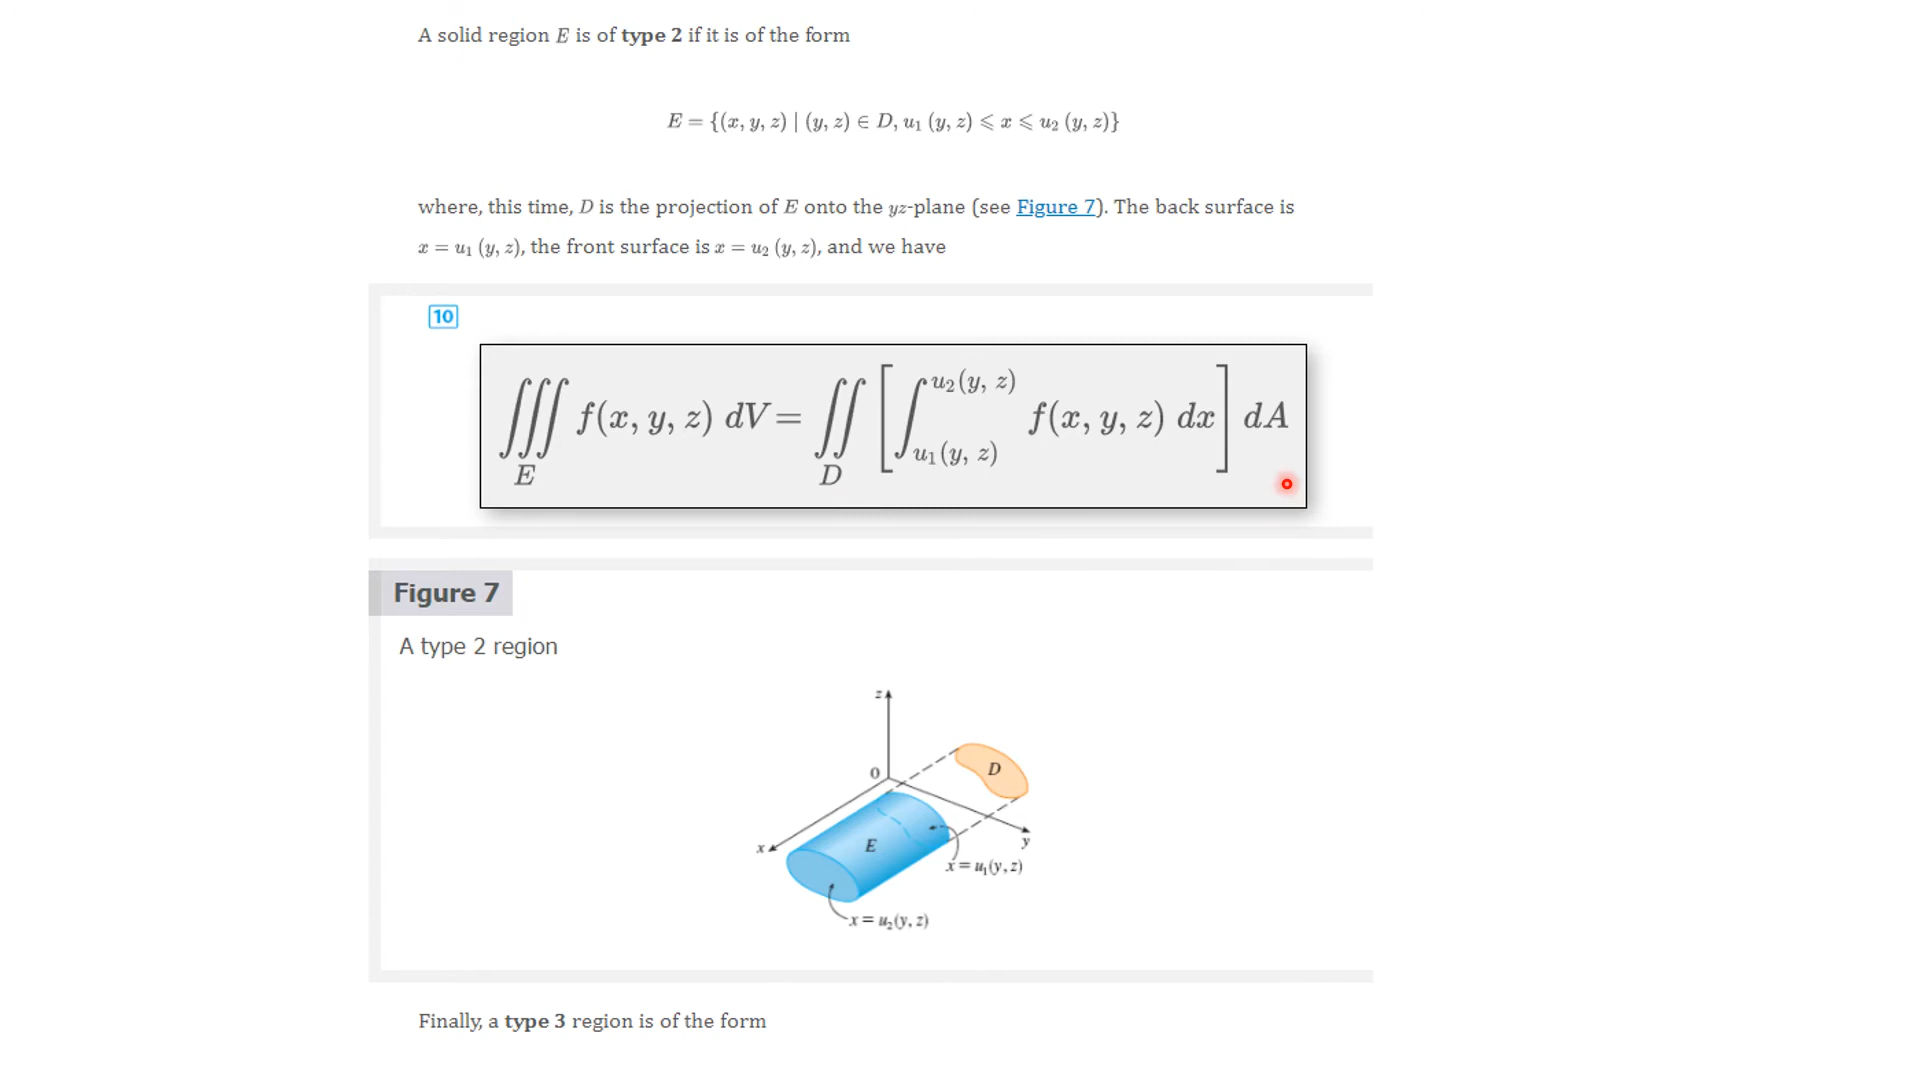 A solid region E is of type 2 if it is of the form
E = {(x, y, z) | (y, z) ∈ D, u₁ (y, z) ⩽ x ⩽ u₂ (y, z)}
where, this time, D is the projection of E onto the yz-plane (see Figure 7). The back surface is
x = u₁ (y, z), the front surface is x = u₂ (y, z), and we have
10
∭_E f(x, y, z) dV = ∬_D [∫_{u₁(y, z)}^{u₂(y, z)} f(x, y, z) dx] dA
Figure 7
A type 2 region
z
0
D
x
E
y
x = u₁(y, z)
x = u₂(y, z)
Finally, a type 3 region is of the form